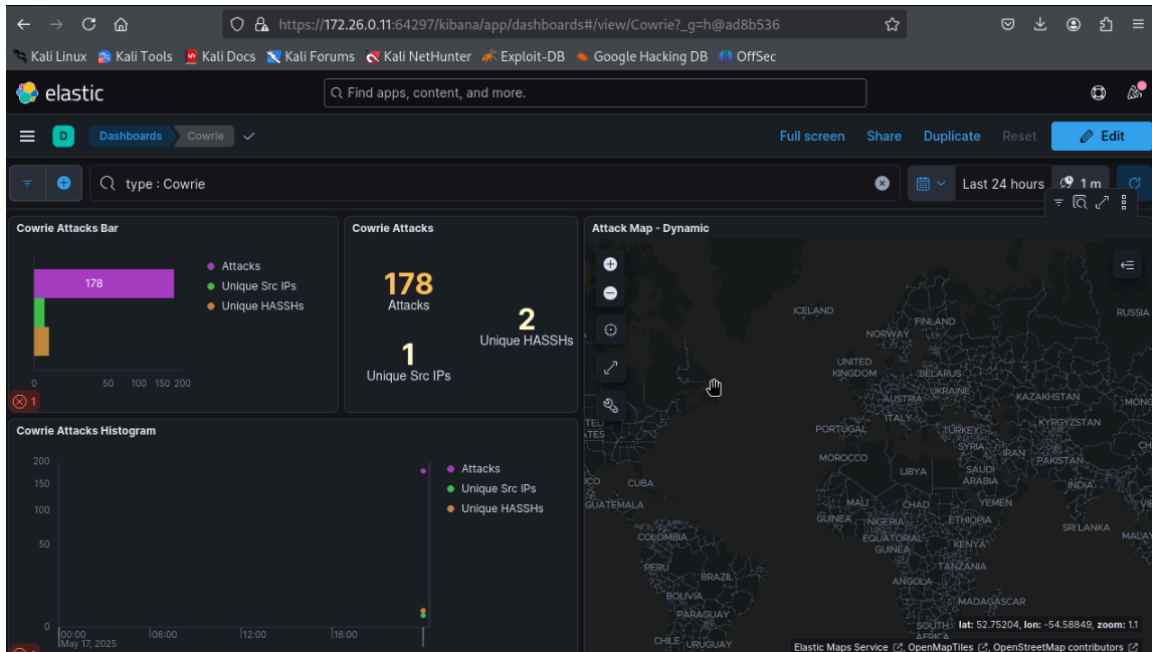 https://172.26.0.11:64297/kibana/app/dashboards#/view/Cowrie?_g=h@ad8b536
Kali Linux Kali Tools Kali Docs Kali Forums Kali NetHunter Exploit-DB Google Hacking DB OffSec
elastic
Find apps, content, and more.
D Dashboards Cowrie Full screen Share Duplicate Reset Edit
type : Cowrie Last 24 hours 1 m
Cowrie Attacks Bar
178
Attacks
Unique Src IPs
Unique HASSHs
0 50 100 150 200
1
Cowrie Attacks
178
Attacks
2
Unique HASSHs
1
Unique Src IPs
Cowrie Attacks Histogram
200
150
100
50
0
00:00 06:00 12:00 18:00
May 17, 2025
Attacks
Unique Src IPs
Unique HASSHs
Attack Map - Dynamic
ICELAND
FINLAND
RUSSIA
NORWAY
UNITED
KINGDOM
BELARUS
UKRAINE
AUSTRIA
KAZAKHSTAN
ITALY
PORTUGAL
TURKEY
KYRGYZSTAN
SYRIA
IRAN
PAKISTAN
MOROCCO
LIBYA
SAUDI
ARABIA
INDIA
CUBA
GUATEMALA
MALI
CHAD
YEMEN
GUINEA
NIGERIA
ETHIOPIA
SRI LANKA
COLOMBIA
EQUATORIAL
GUINEA
KENYA
PERU
BRAZIL
TANZANIA
ANGOLA
BOLIVIA
MADAGASCAR
PARAGUAY
SOUTH
AFRICA
CHILE URUGUAY
lat: 52.75204, lon: -54.58849, zoom: 1.1
Elastic Maps Service, OpenMapTiles, OpenStreetMap contributors